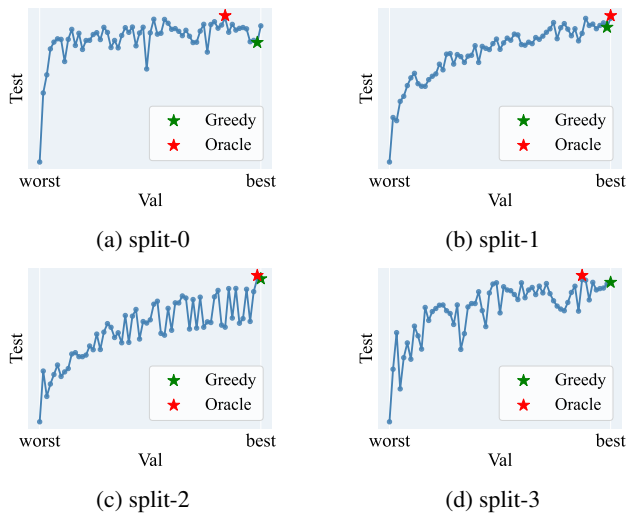 Test
Greedy
Oracle
worst
best
Val
(a) split-0
Test
Greedy
Oracle
worst
best
Val
(b) split-1
Test
Greedy
Oracle
worst
best
Val
(c) split-2
Test
Greedy
Oracle
worst
best
Val
(d) split-3